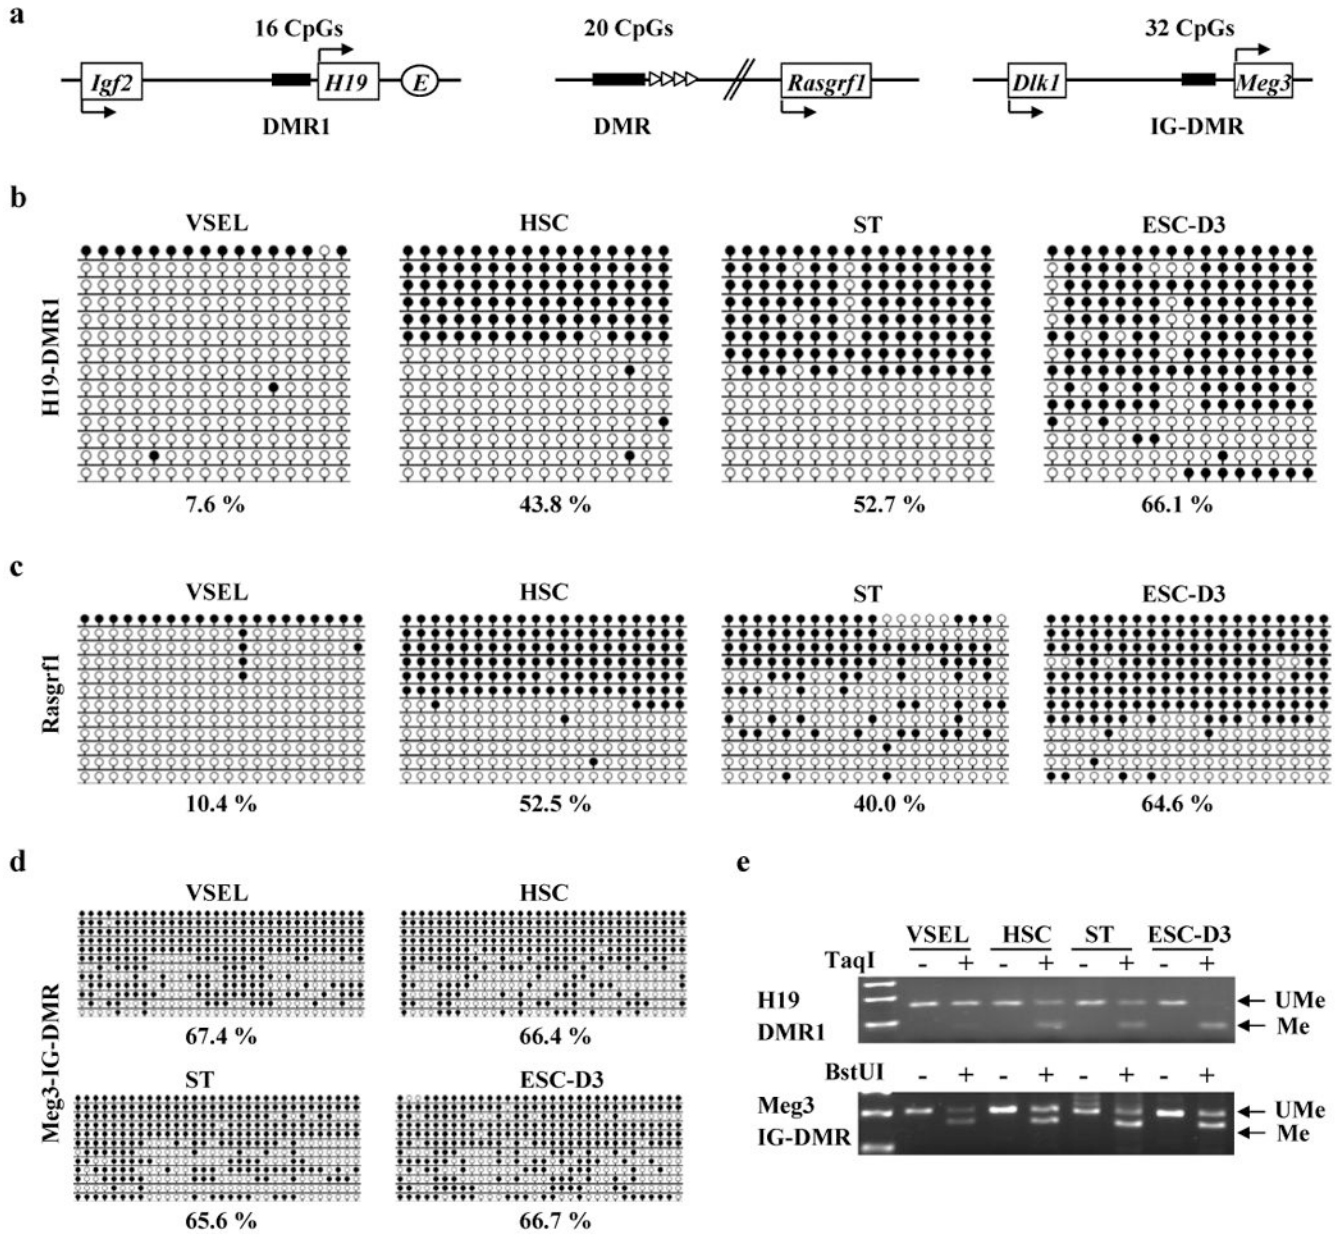 a
16 CpGs
20 CpGs
32 CpGs
Igf2
H19
E
Rasgrf1
Dlk1
Meg3
DMR1
DMR
IG-DMR
b
VSEL
HSC
ST
ESC-D3
H19-DMR1
7.6 %
43.8 %
52.7 %
66.1 %
c
VSEL
HSC
ST
ESC-D3
Rasgrf1
10.4 %
52.5 %
40.0 %
64.6 %
d
VSEL
HSC
Meg3-IG-DMR
67.4 %
66.4 %
ST
ESC-D3
65.6 %
66.7 %
e
VSEL HSC ST ESC-D3
TaqI - + - + - + - +
H19
DMR1
UMe
Me
BstUI - + - + - + - +
Meg3
IG-DMR
UMe
Me